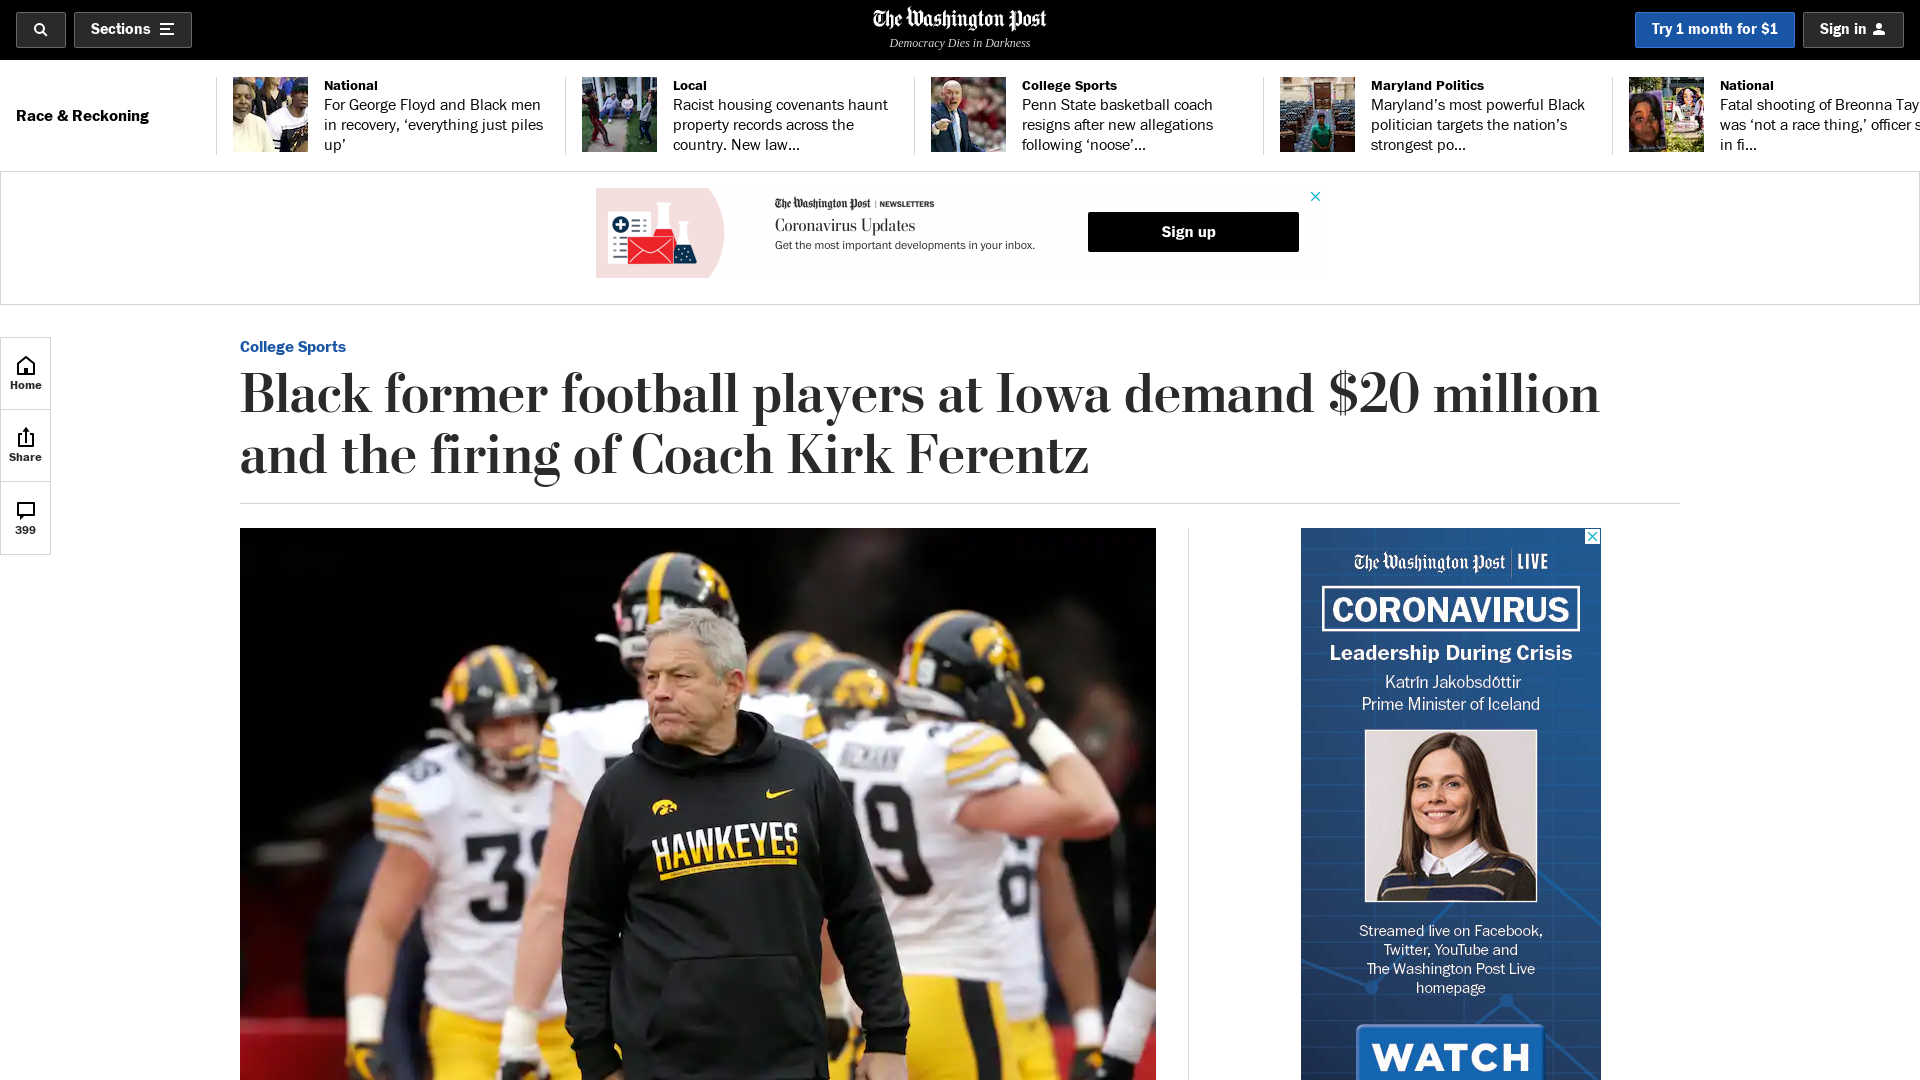 Sections
The Washington Post
Democracy Dies in Darkness
Try 1 month for $1
Sign in
Race & Reckoning
National
For George Floyd and Black men
in recovery, ‘everything just piles
up’
Local
Racist housing covenants haunt
property records across the
country. New law...
College Sports
Penn State basketball coach
resigns after new allegations
following ‘noose’...
Maryland Politics
Maryland’s most powerful Black
politician targets the nation’s
strongest po...
National
Fatal shooting of Breonna Tay
was ‘not a race thing,’ officer s
in fi...
The Washington Post | NEWSLETTERS
Coronavirus Updates
Get the most important developments in your inbox.
Sign up
Home
Share
399
College Sports
Black former football players at Iowa demand $20 million
and the firing of Coach Kirk Ferentz
HAWKEYES
The Washington Post LIVE
CORONAVIRUS
Leadership During Crisis
Katrín Jakobsdóttir
Prime Minister of Iceland
Streamed live on Facebook,
Twitter, YouTube and
The Washington Post Live
homepage
WATCH